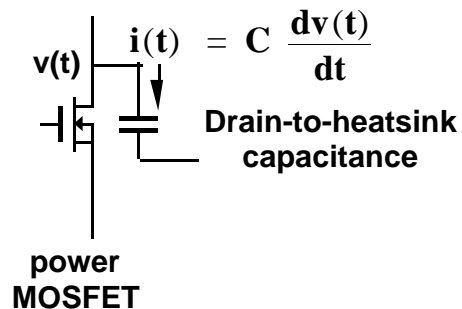 i(t) = C dv(t)
dt
v(t)
Drain-to-heatsink
capacitance
power
MOSFET